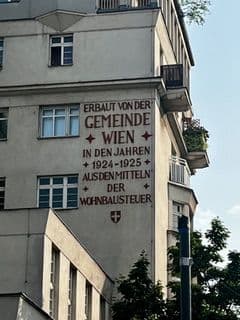 ERBAUT VON DER
GEMEINDE
WIEN
IN DEN JAHREN
1924-1925
AUS DEN MITTELN
DER
WOHNBAUSTEUER